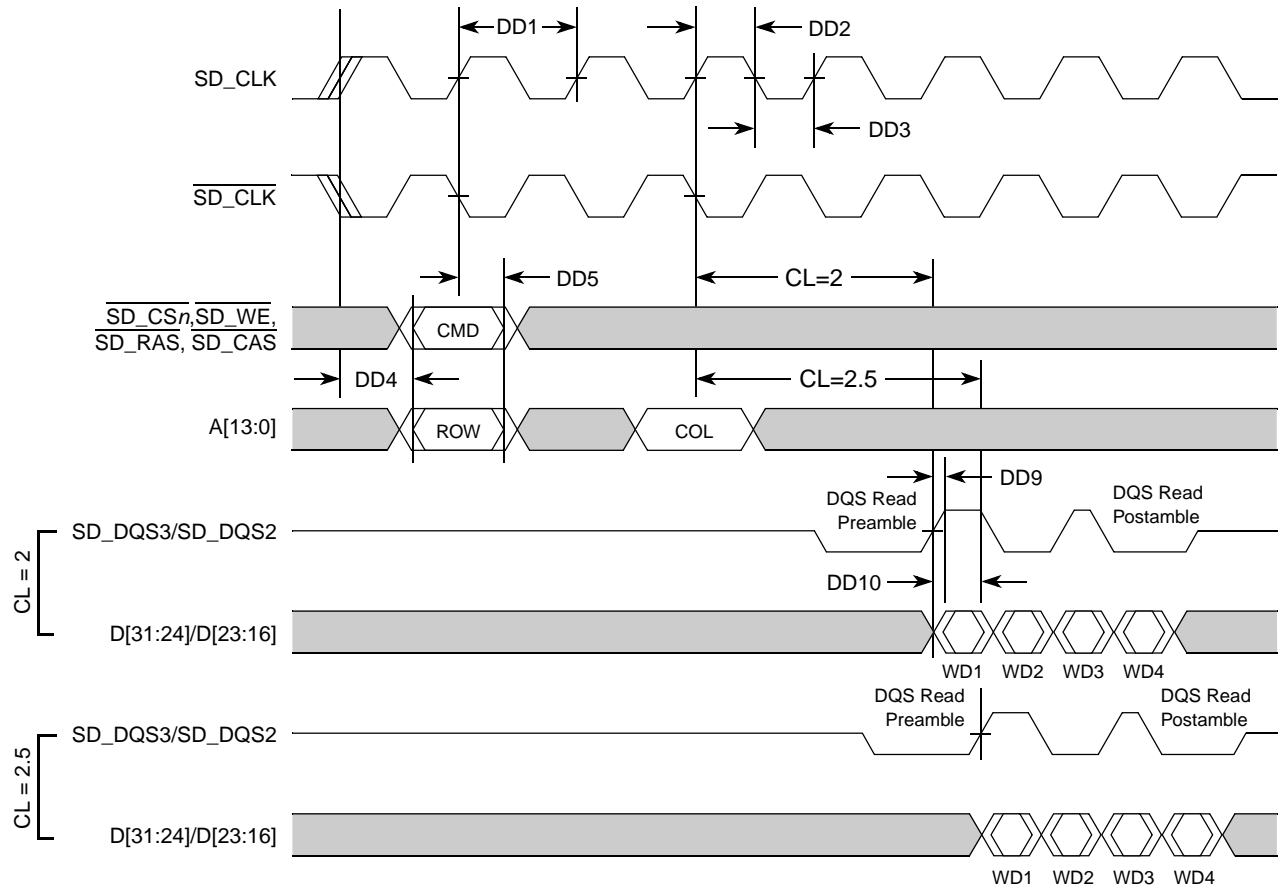 DD1
DD2
SD_CLK
DD3
SD_CLK
CL=2
DD5
SD_CSn,SD_WE,
SD_RAS, SD_CAS
CMD
DD4
CL=2.5
A[13:0]
ROW
COL
DD9
DQS Read
Preamble
DQS Read
Postamble
CL = 2
SD_DQS3/SD_DQS2
DD10
D[31:24]/D[23:16]
WD1 WD2 WD3 WD4
DQS Read
Preamble
DQS Read
Postamble
CL = 2.5
SD_DQS3/SD_DQS2
D[31:24]/D[23:16]
WD1 WD2 WD3 WD4